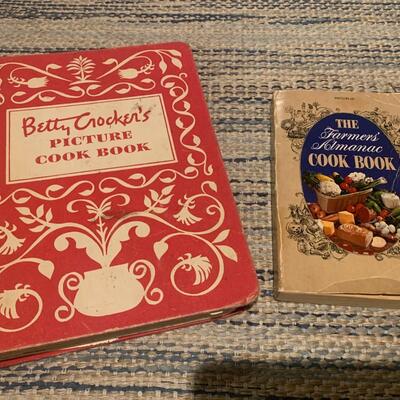 Betty Crocker's
PICTURE
COOK BOOK
THE
Farmers'
Almanac
COOK BOOK